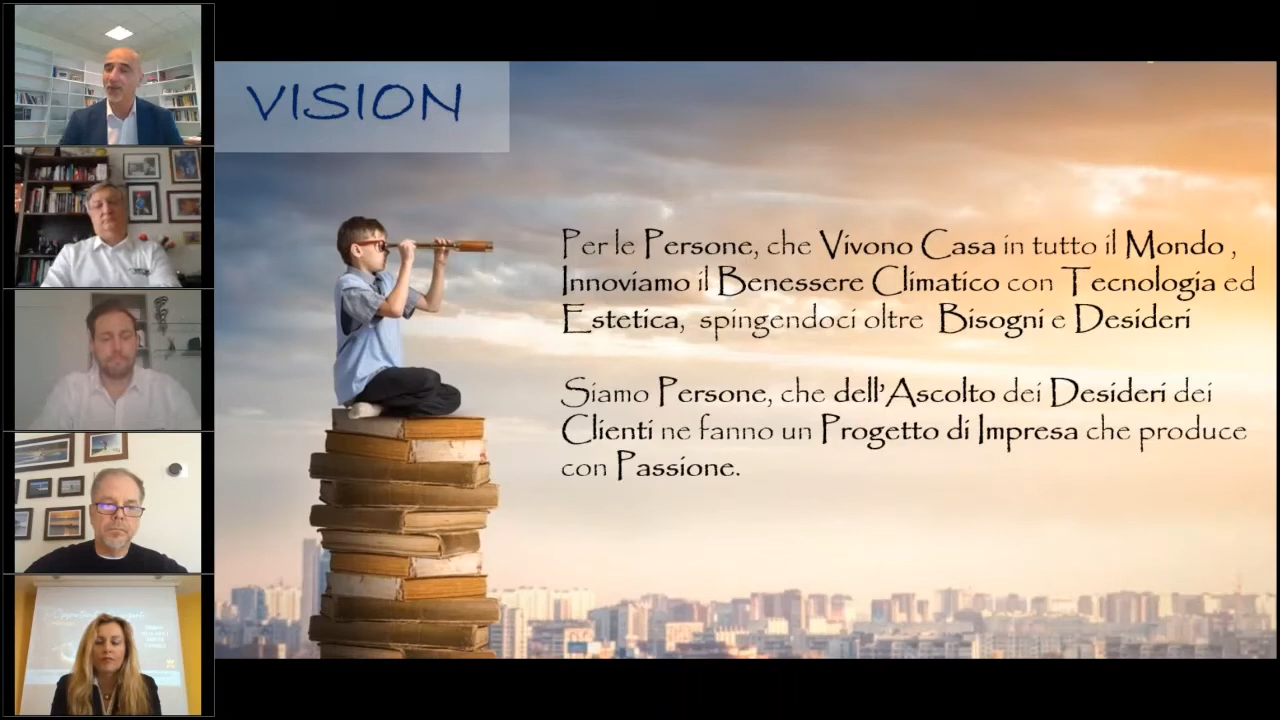 VISION
Per le Persone, che Vivono Casa in tutto il Mondo ,
Innoviamo il Benessere Climatico con Tecnologia ed
Estetica, spingendoci oltre Bisogni e Desideri
Siamo Persone, che dell'Ascolto dei Desideri dei
Clienti ne fanno un Progetto di Impresa che produce
con Passione.